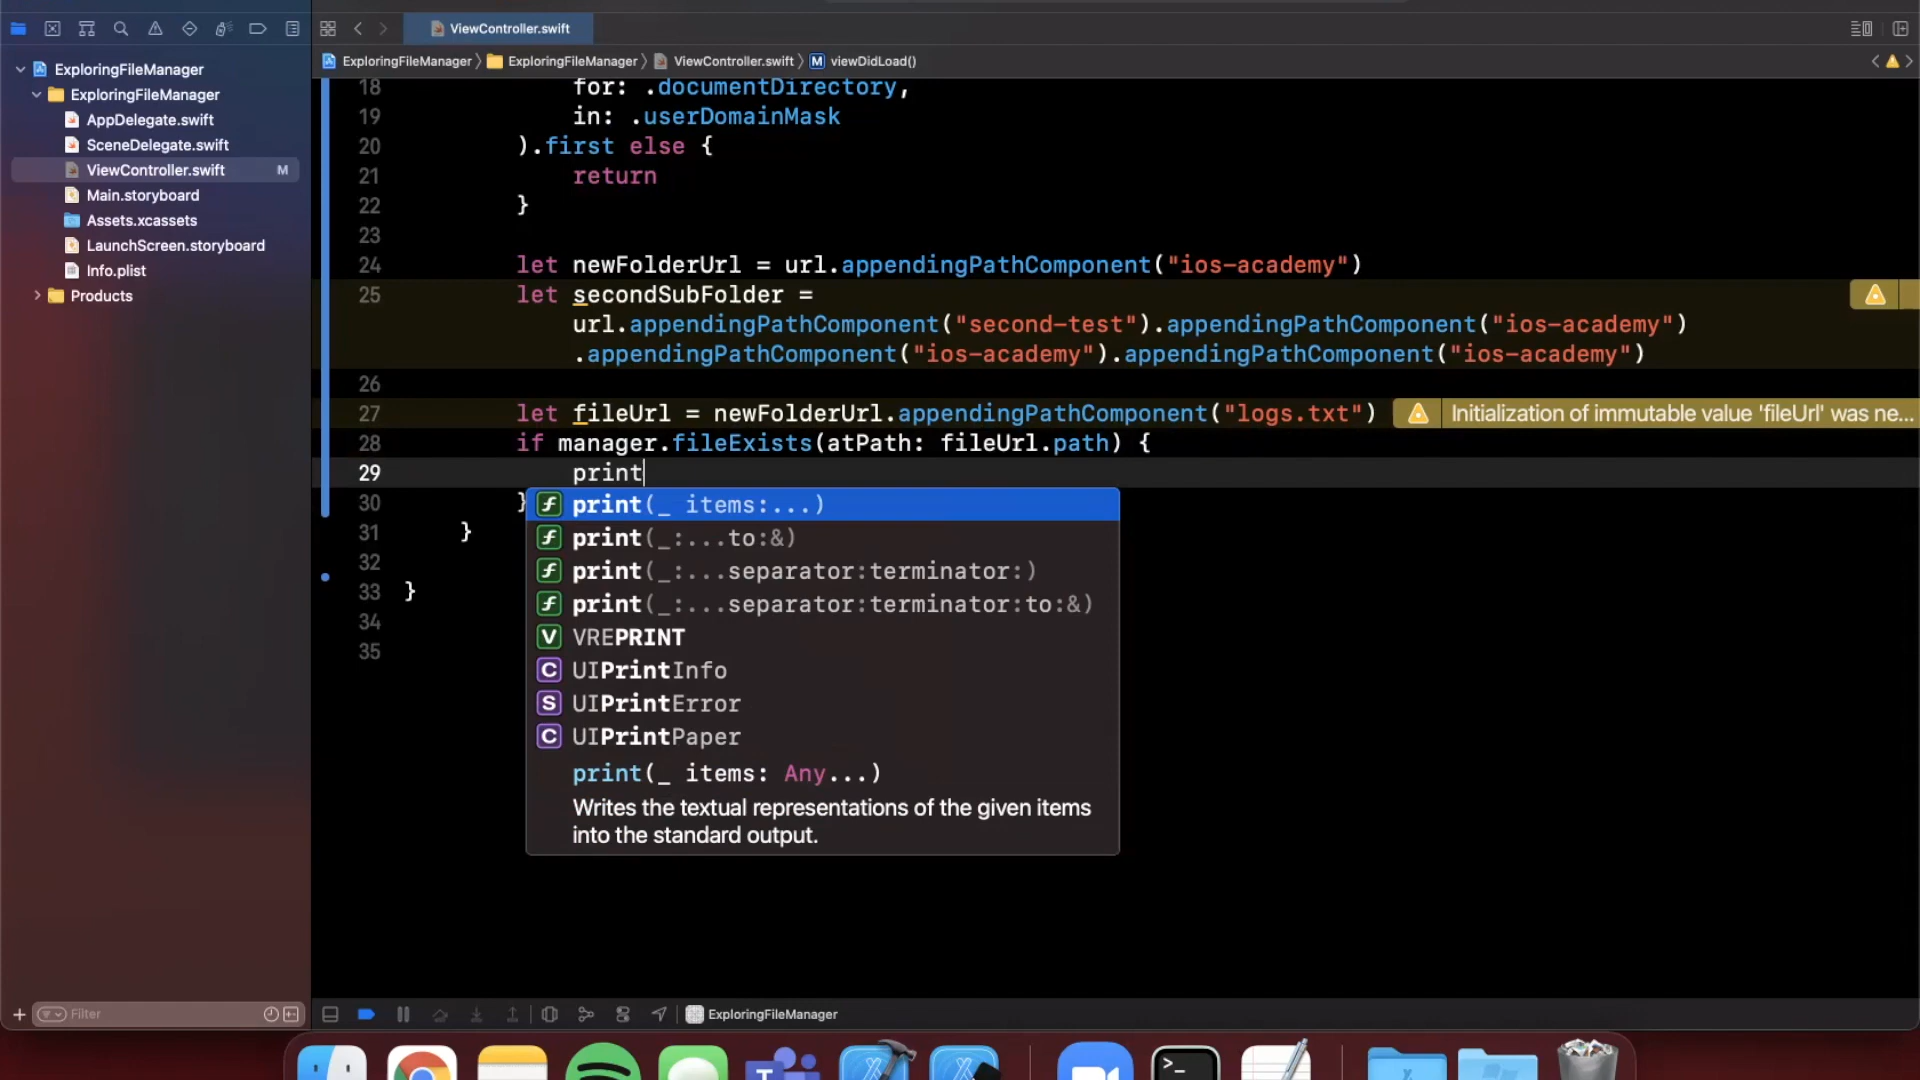 ViewController.swift
ExploringFileManager
ExploringFileManager
ViewController.swift
M
viewDidLoad()
ExploringFileManager
ExploringFileManager
AppDelegate.swift
SceneDelegate.swift
ViewController.swift
M
Main.storyboard
Assets.xcassets
LaunchScreen.storyboard
Info.plist
Products
18 for: .documentDirectory,
19 in: .userDomainMask
20 ).first else {
21 return
22 }
23
24 let newFolderUrl = url.appendingPathComponent("ios-academy")
25 let secondSubFolder =
url.appendingPathComponent("second-test").appendingPathComponent("ios-academy")
.appendingPathComponent("ios-academy").appendingPathComponent("ios-academy")
26
27 let fileUrl = newFolderUrl.appendingPathComponent("logs.txt") Initialization of immutable value 'fileUrl' was ne...
28 if manager.fileExists(atPath: fileUrl.path) {
29 print
30 }
31 }
32
33 }
34
35
f print(_ items:...)
f print(_:...to:&)
f print(_:...separator:terminator:)
f print(_:...separator:terminator:to:&)
V VREPRINT
C UIPrintInfo
S UIPrintError
C UIPrintPaper
print(_ items: Any...)
Writes the textual representations of the given items
into the standard output.
Filter
ExploringFileManager
T
>_